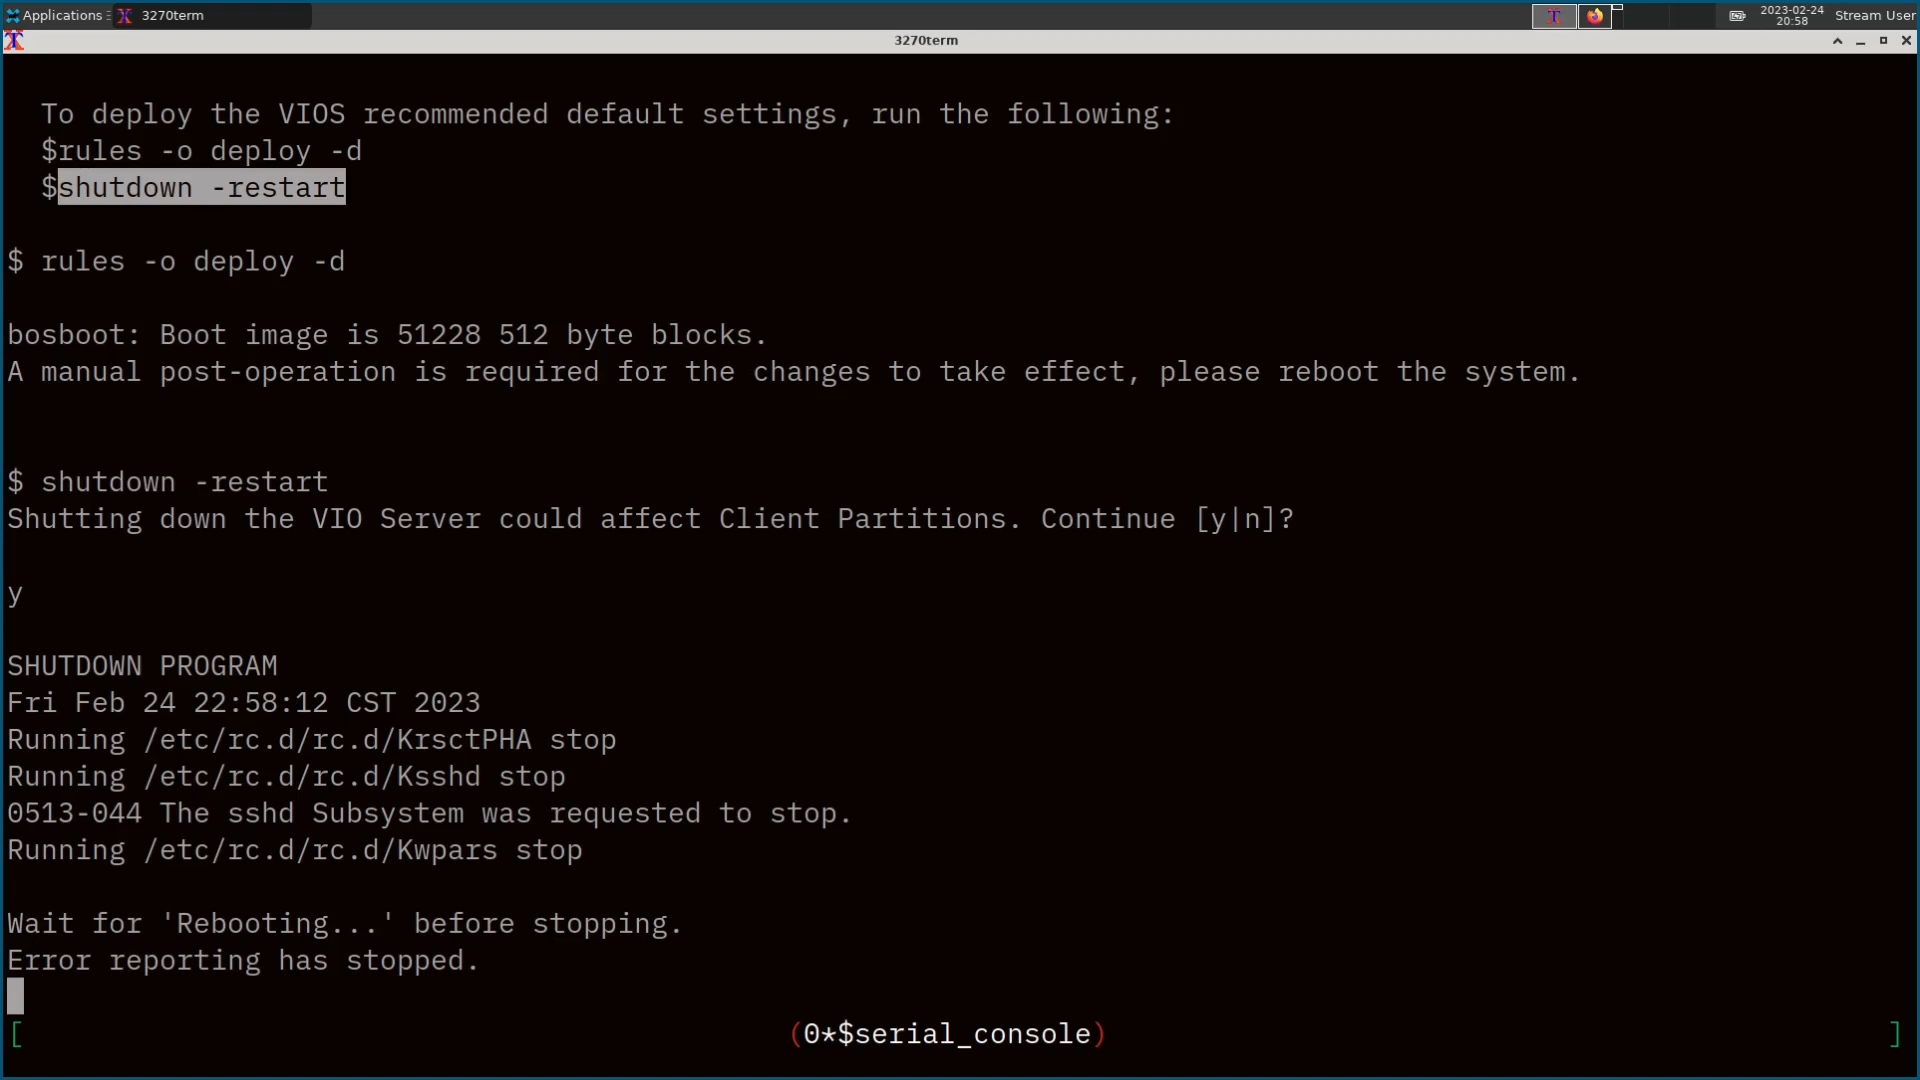 Applications
3270term
2023-02-24
20:58
Stream User
3270term
To deploy the VIOS recommended default settings, run the following:
$rules -o deploy -d
$shutdown -restart
$ rules -o deploy -d
bosboot: Boot image is 51228 512 byte blocks.
A manual post-operation is required for the changes to take effect, please reboot the system.
$ shutdown -restart
Shutting down the VIO Server could affect Client Partitions. Continue [y|n]?
y
SHUTDOWN PROGRAM
Fri Feb 24 22:58:12 CST 2023
Running /etc/rc.d/rc.d/KrsctPHA stop
Running /etc/rc.d/rc.d/Ksshd stop
0513-044 The sshd Subsystem was requested to stop.
Running /etc/rc.d/rc.d/Kwpars stop
Wait for 'Rebooting...' before stopping.
Error reporting has stopped.
[ (0*$serial_console) ]